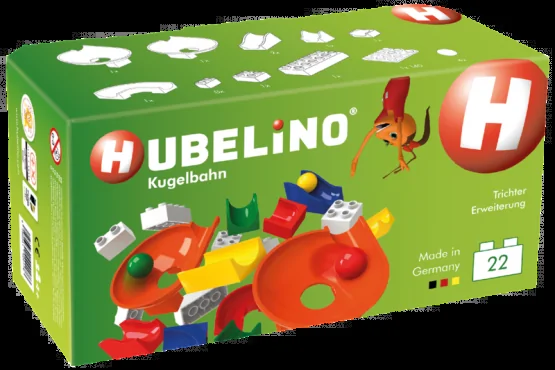 HUBELINO®
Kugelbahn
H
Trichter
Erweiterung
Made in
Germany
22
H